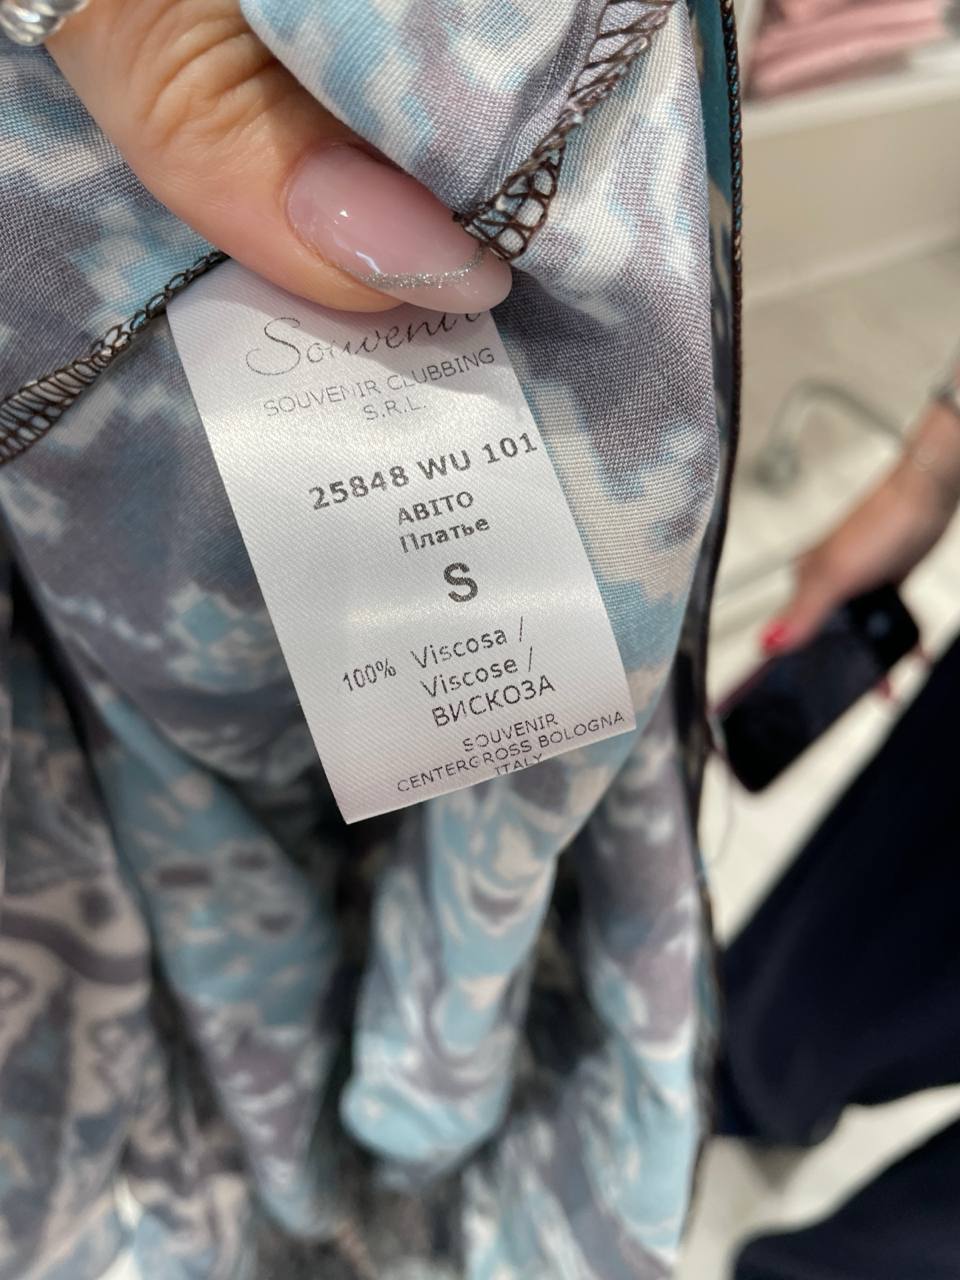 Souvenir
SOUVENIR CLUBBING
S.R.L.
25848 WU 101
ABITO
Платье
S
100% Viscosa /
Viscose /
ВИСКОЗА
SOUVENIR
CENTERGROSS BOLOGNA
ITALY